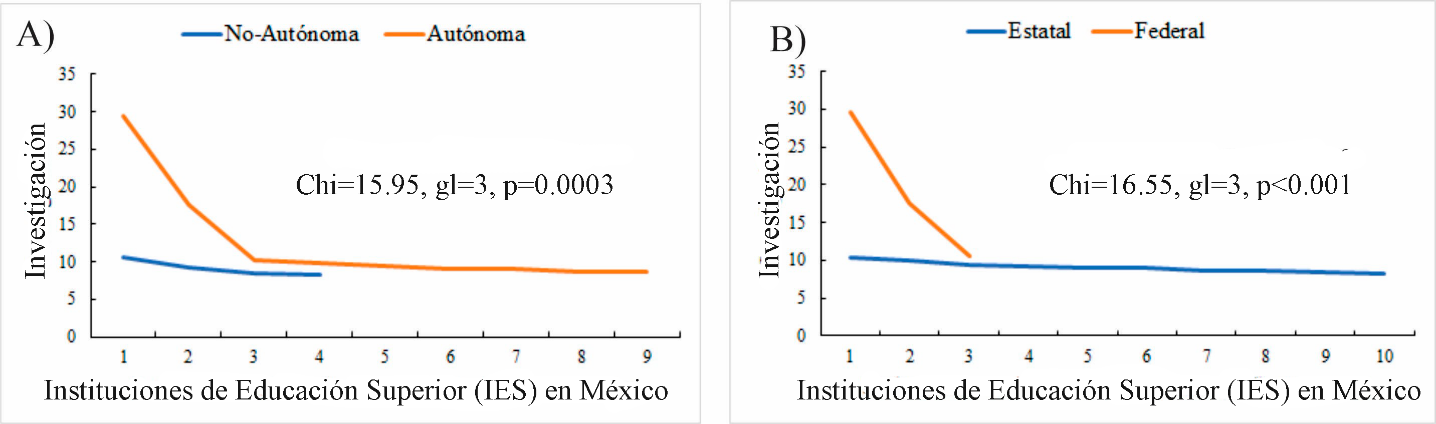 A)
No-Autónoma Autónoma
Investigación
35
30
25
20
15
10
5
0
Chi=15.95, gl=3, p=0.0003
1 2 3 4 5 6 7 8 9
Instituciones de Educación Superior (IES) en México
B)
Estatal Federal
Investigación
35
30
25
20
15
10
5
0
Chi=16.55, gl=3, p<0.001
1 2 3 4 5 6 7 8 9 10
Instituciones de Educación Superior (IES) en México